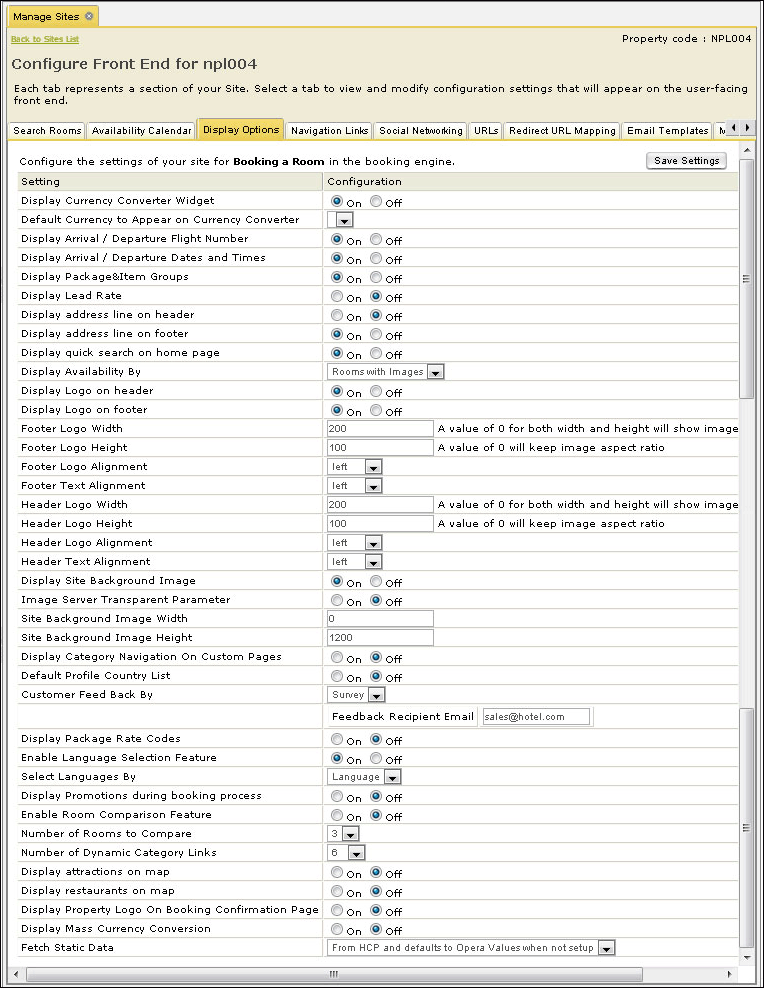 Manage Sites
Back to Sites List Property code : NPL004
Configure Front End for npl004
Each tab represents a section of your Site. Select a tab to view and modify configuration settings that will appear on the user-facing
front end.
Search Rooms Availability Calendar Display Options Navigation Links Social Networking URLs Redirect URL Mapping Email Templates
Configure the settings of your site for Booking a Room in the booking engine. Save Settings
Setting Configuration
Display Currency Converter Widget On Off
Default Currency to Appear on Currency Converter
Display Arrival / Departure Flight Number On Off
Display Arrival / Departure Dates and Times On Off
Display Package&Item Groups On Off
Display Lead Rate On Off
Display address line on header On Off
Display address line on footer On Off
Display quick search on home page On Off
Display Availability By Rooms with Images
Display Logo on header On Off
Display Logo on footer On Off
Footer Logo Width 200 A value of 0 for both width and height will show image
Footer Logo Height 100 A value of 0 will keep image aspect ratio
Footer Logo Alignment left
Footer Text Alignment left
Header Logo Width 200 A value of 0 for both width and height will show image
Header Logo Height 100 A value of 0 will keep image aspect ratio
Header Logo Alignment left
Header Text Alignment left
Display Site Background Image On Off
Image Server Transparent Parameter On Off
Site Background Image Width 0
Site Background Image Height 1200
Display Category Navigation On Custom Pages On Off
Default Profile Country List On Off
Customer Feed Back By Survey
Feedback Recipient Email sales@hotel.com
Display Package Rate Codes On Off
Enable Language Selection Feature On Off
Select Languages By Language
Display Promotions during booking process On Off
Enable Room Comparison Feature On Off
Number of Rooms to Compare 3
Number of Dynamic Category Links 6
Display attractions on map On Off
Display restaurants on map On Off
Display Property Logo On Booking Confirmation Page On Off
Display Mass Currency Conversion On Off
Fetch Static Data From HCP and defaults to Opera Values when not setup